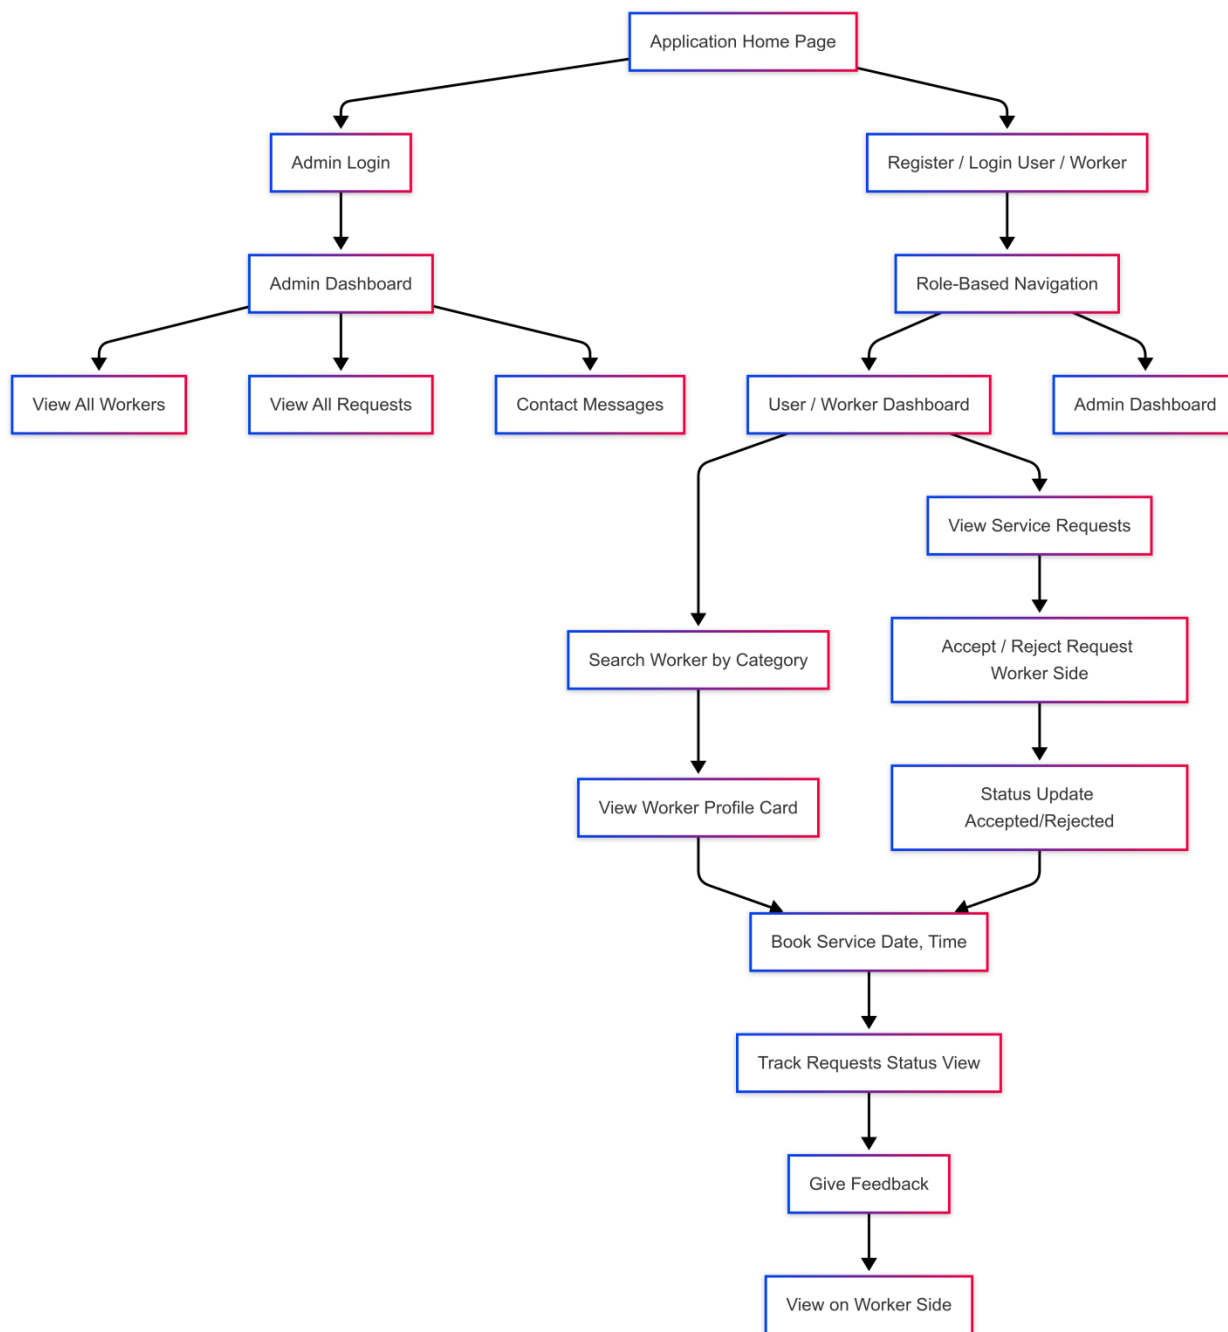 Application Home Page
Admin Login
Register / Login User / Worker
Admin Dashboard
Role-Based Navigation
View All Workers
View All Requests
Contact Messages
User / Worker Dashboard
Admin Dashboard
View Service Requests
Search Worker by Category
Accept / Reject Request
Worker Side
View Worker Profile Card
Status Update
Accepted/Rejected
Book Service Date, Time
Track Requests Status View
Give Feedback
View on Worker Side